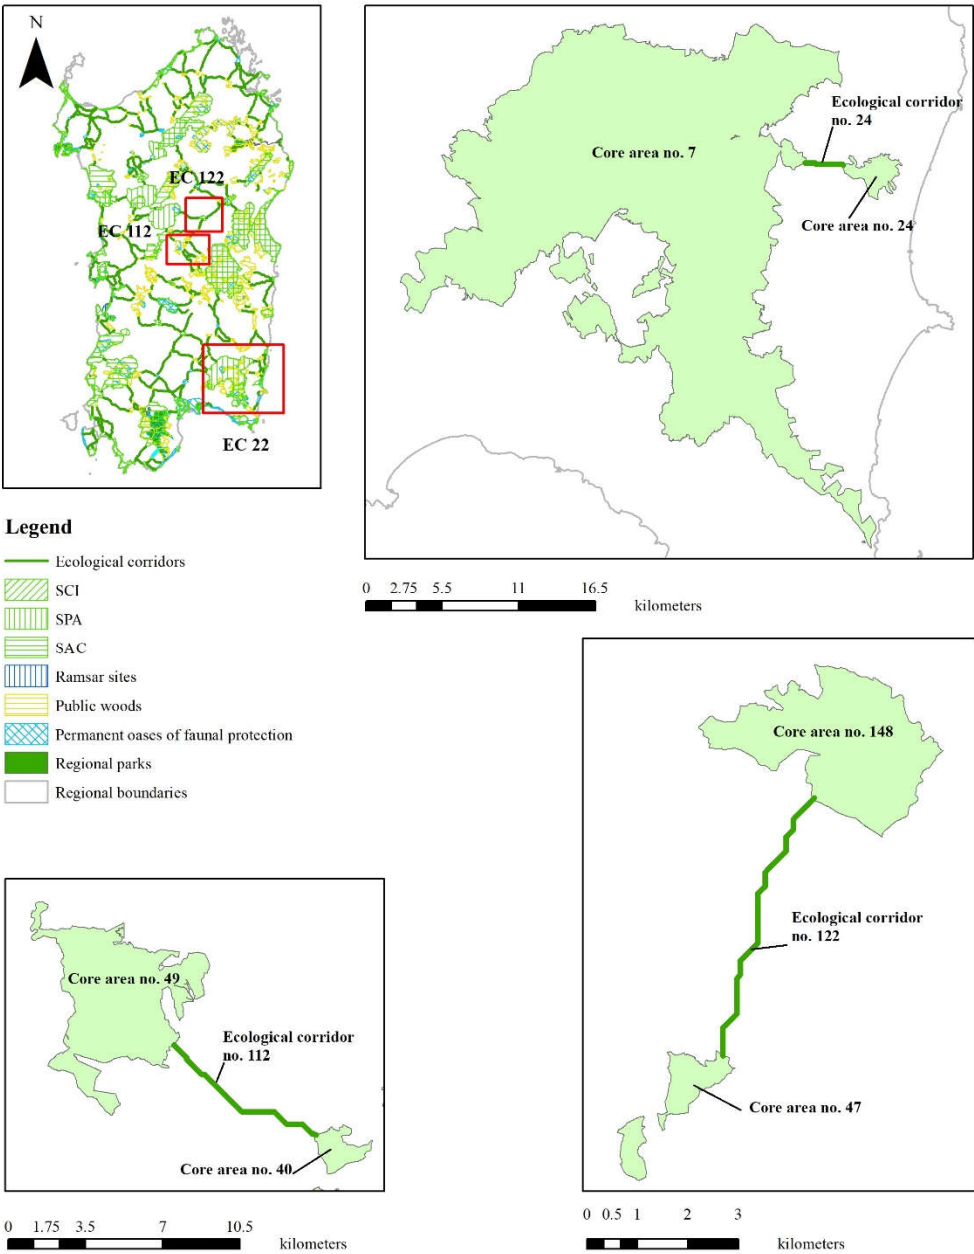 N
EC 122
EC 112
EC 22
Ecological corridor
no. 24
Core area no. 7
Core area no. 24
0 2.75 5.5 11 16.5
kilometers
Legend
Ecological corridors
SCI
SPA
SAC
Ramsar sites
Public woods
Permanent oases of faunal protection
Regional parks
Regional boundaries
Core area no. 148
Ecological corridor
no. 122
Core area no. 47
0 0.5 1 2 3
kilometers
Core area no. 49
Ecological corridor
no. 112
Core area no. 40
0 1.75 3.5 7 10.5
kilometers